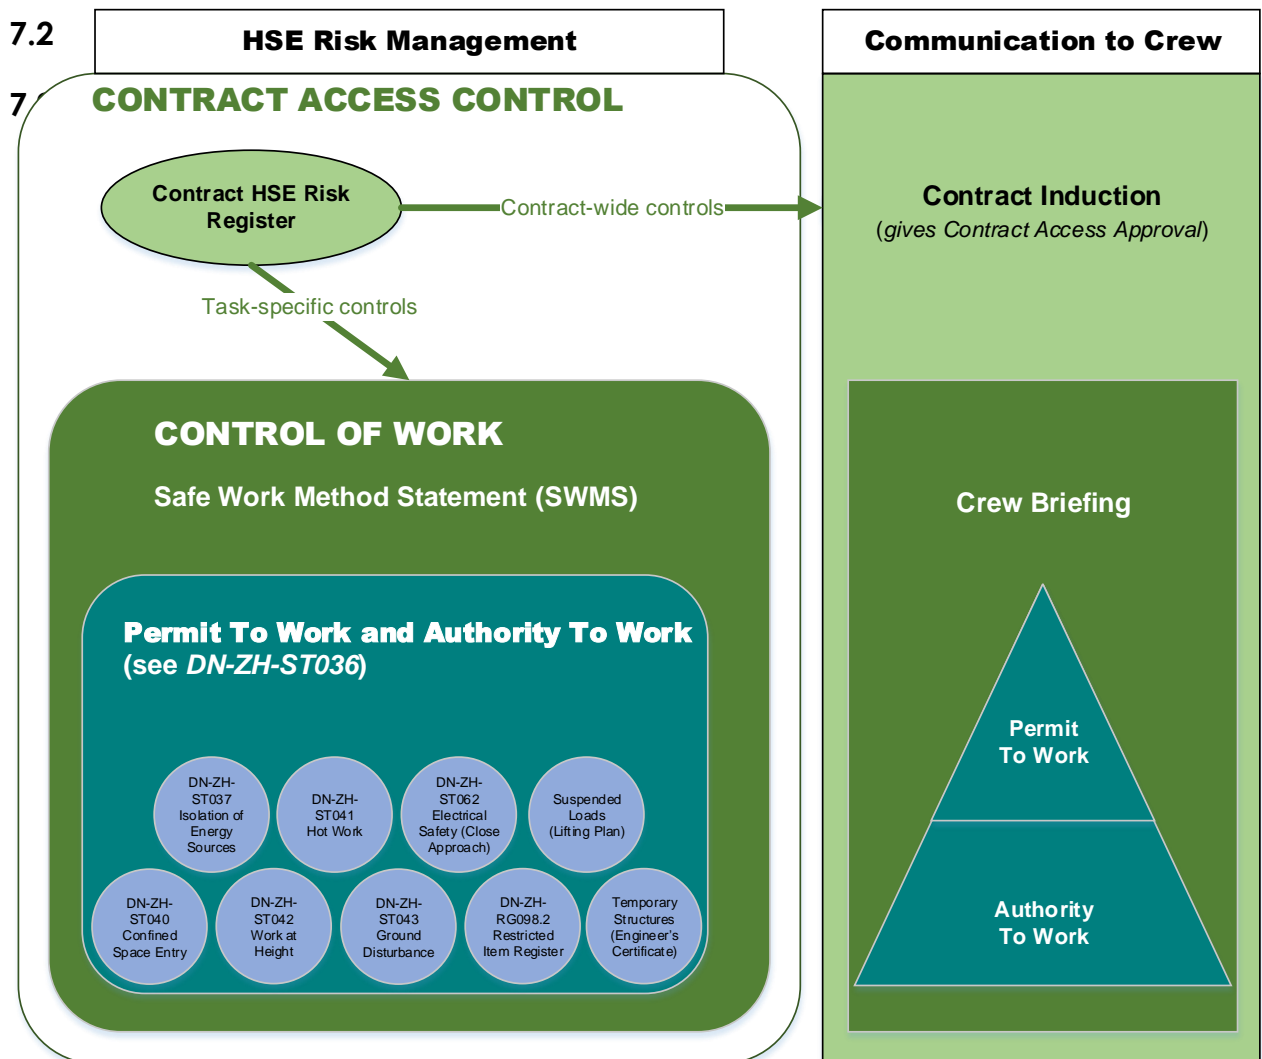 7.2
HSE Risk Management
Communication to Crew
CONTRACT ACCESS CONTROL
Contract HSE Risk
Register
Contract-wide controls
Contract Induction
(gives Contract Access Approval)
Task-specific controls
CONTROL OF WORK
Safe Work Method Statement (SWMS)
Crew Briefing
Permit To Work and Authority To Work
(see DN-ZH-ST036)
DN-ZH-
ST037
Isolation of
Energy
Sources
DN-ZH-
ST041
Hot Work
DN-ZH-
ST062
Electrical
Safety (Close
Approach)
Suspended
Loads
(Lifting Plan)
DN-ZH-
ST040
Confined
Space Entry
DN-ZH-
ST042
Work at
Height
DN-ZH-
ST043
Ground
Disturbance
DN-ZH-
RG098.2
Restricted
Item Register
Temporary
Structures
(Engineer's
Certificate)
Permit
To Work
Authority
To Work